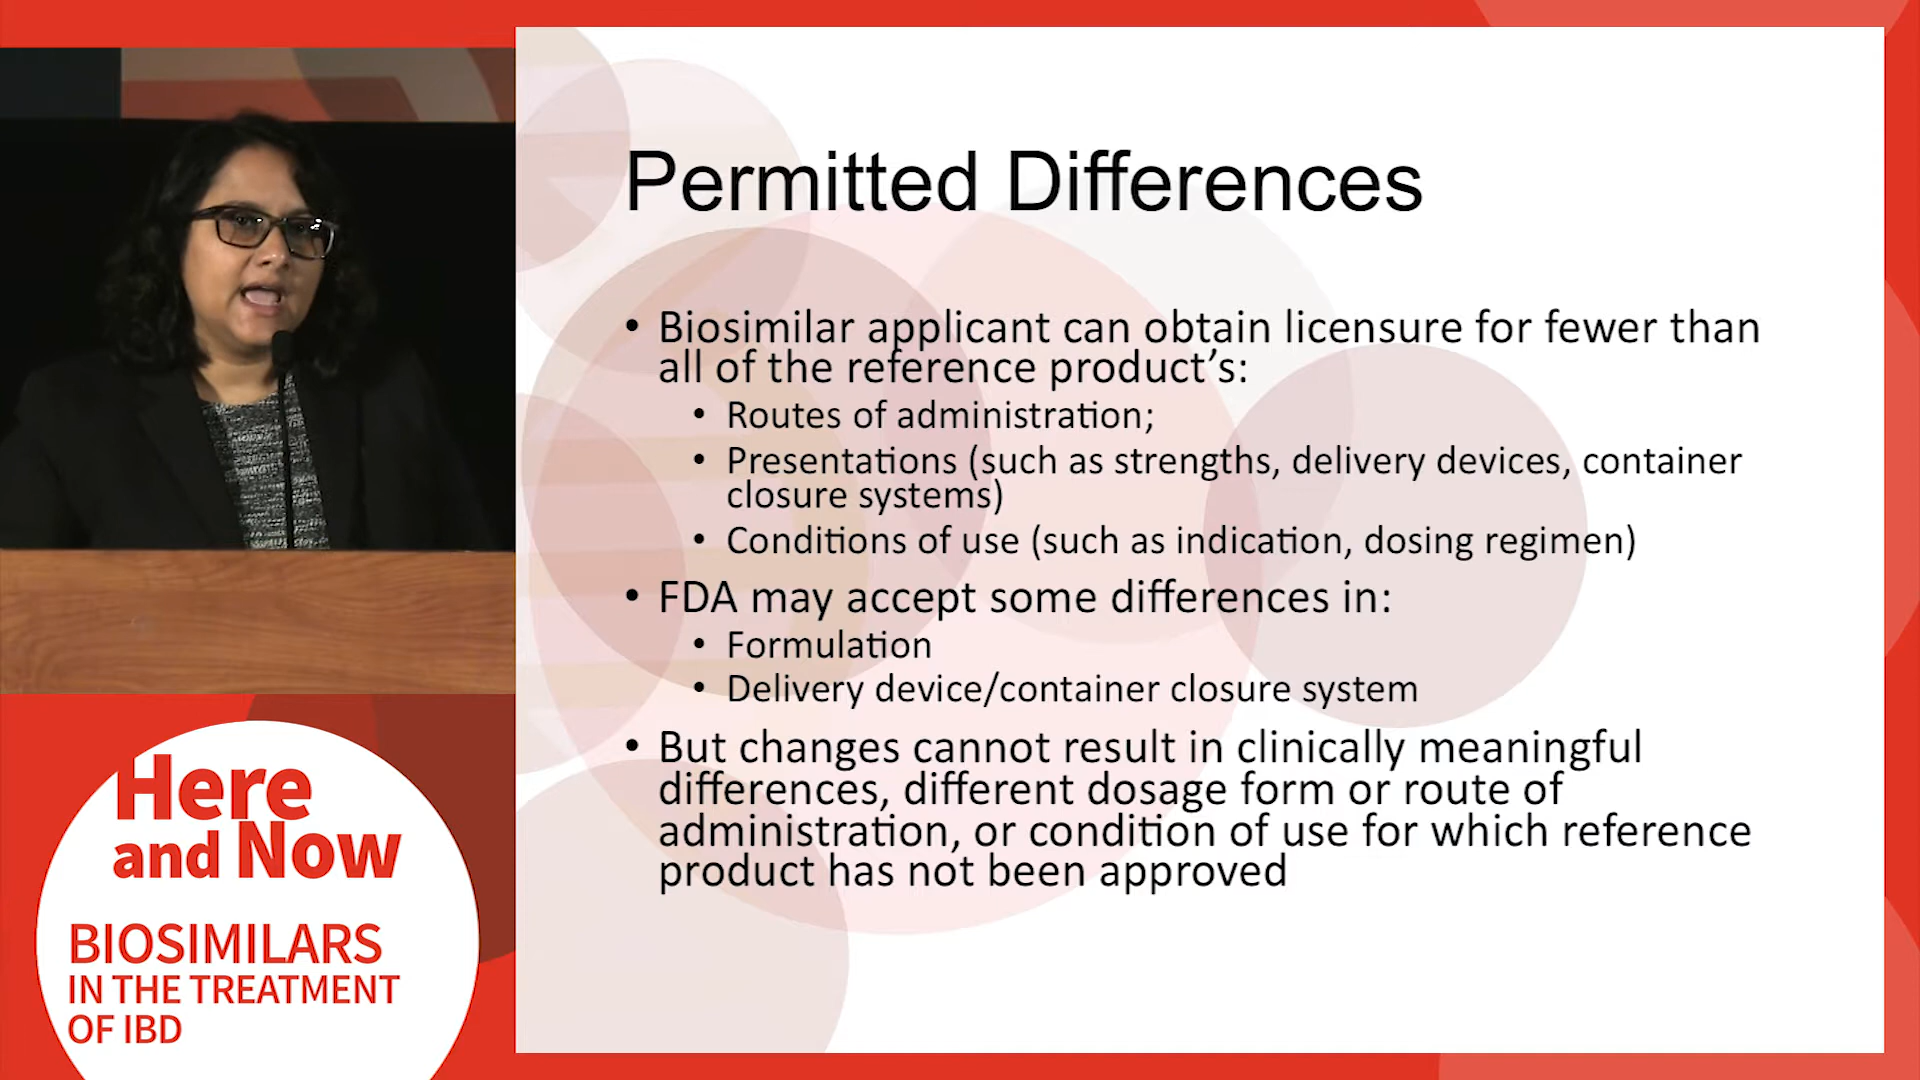 Permitted Differences
• Biosimilar applicant can obtain licensure for fewer than
all of the reference product’s:
• Routes of administration;
• Presentations (such as strengths, delivery devices, container
closure systems)
• Conditions of use (such as indication, dosing regimen)
• FDA may accept some differences in:
• Formulation
• Delivery device/container closure system
• But changes cannot result in clinically meaningful
differences, different dosage form or route of
administration, or condition of use for which reference
product has not been approved
Here
and Now
BIOSIMILARS
IN THE TREATMENT
OF IBD